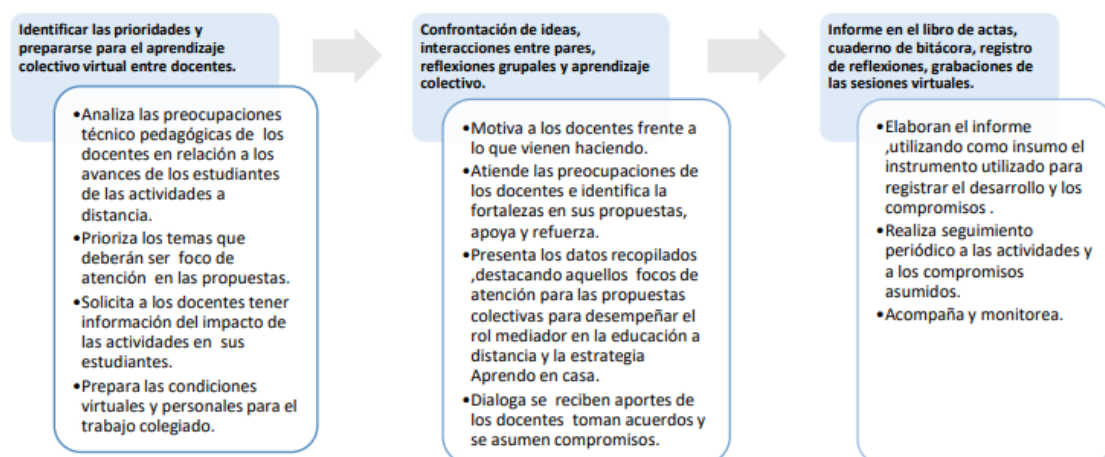 Identificar las prioridades y
prepararse para el aprendizaje
colectivo virtual entre docentes.
•Analiza las preocupaciones
técnico pedagógicas de los
docentes en relación a los
avances de los estudiantes
de las actividades a
distancia.
•Prioriza los temas que
deberán ser foco de
atención en las propuestas.
•Solicita a los docentes tener
información del impacto de
las actividades en sus
estudiantes.
•Prepara las condiciones
virtuales y personales para el
trabajo colegiado.
Confrontación de ideas,
interacciones entre pares,
reflexiones grupales y aprendizaje
colectivo.
•Motiva a los docentes frente a
lo que vienen haciendo.
•Atiende las preocupaciones de
los docentes e identifica la
fortalezas en sus propuestas,
apoya y refuerza.
•Presenta los datos recopilados
,destacando aquellos focos de
atención para las propuestas
colectivas para desempeñar el
rol mediador en la educación a
distancia y la estrategia
Aprendo en casa.
•Dialoga se reciben aportes de
los docentes toman acuerdos y
se asumen compromisos.
Informe en el libro de actas,
cuaderno de bitácora, registro
de reflexiones, grabaciones de
las sesiones virtuales.
•Elaboran el informe
,utilizando como insumo el
instrumento utilizado para
registrar el desarrollo y los
compromisos .
•Realiza seguimiento
periódico a las actividades y
a los compromisos
asumidos.
•Acompaña y monitorea.